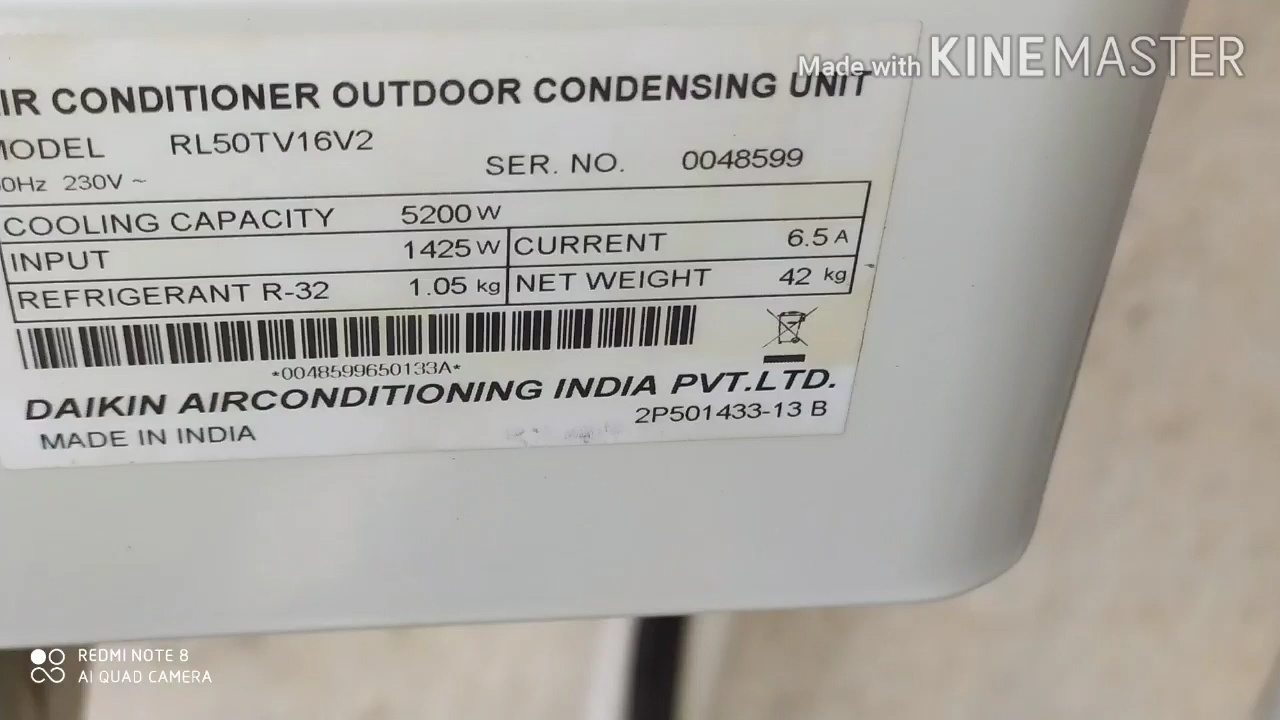 Made with KINEMASTER
IR CONDITIONER OUTDOOR CONDENSING UNIT
MODEL RL50TV16V2
SER. NO. 0048599
0Hz 230V ~
COOLING CAPACITY 5200 W
INPUT 1425 W CURRENT 6.5 A
REFRIGERANT R-32 1.05 kg NET WEIGHT 42 kg
*0048599650133A*
DAIKIN AIRCONDITIONING INDIA PVT.LTD.
MADE IN INDIA 2P501433-13 B
REDMI NOTE 8
AI QUAD CAMERA